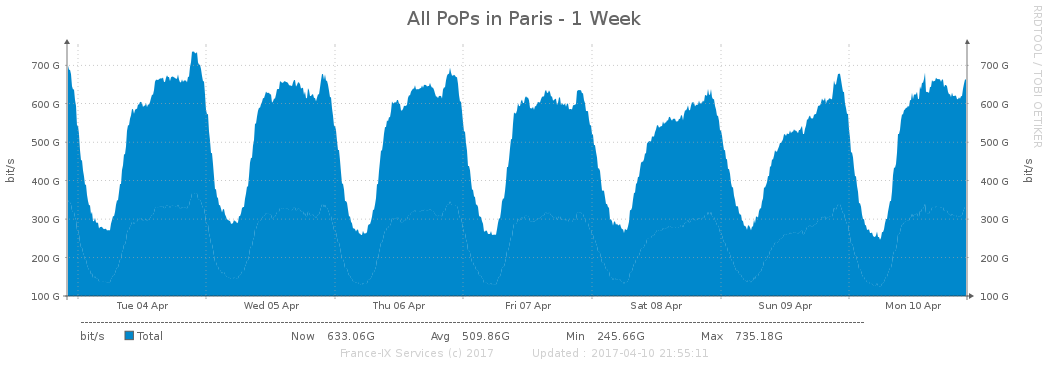 All PoPs in Paris - 1 Week
RRDTOOL / TOBI OETIKER
bit/s
700 G
600 G
500 G
400 G
300 G
200 G
100 G
700 G
600 G
500 G
400 G
300 G
200 G
100 G
bit/s
Tue 04 Apr Wed 05 Apr Thu 06 Apr Fri 07 Apr Sat 08 Apr Sun 09 Apr Mon 10 Apr
bit/s Total Now 633.06G Avg 509.86G Min 245.66G Max 735.18G
France-IX Services (c) 2017 Updated : 2017-04-10 21:55:11